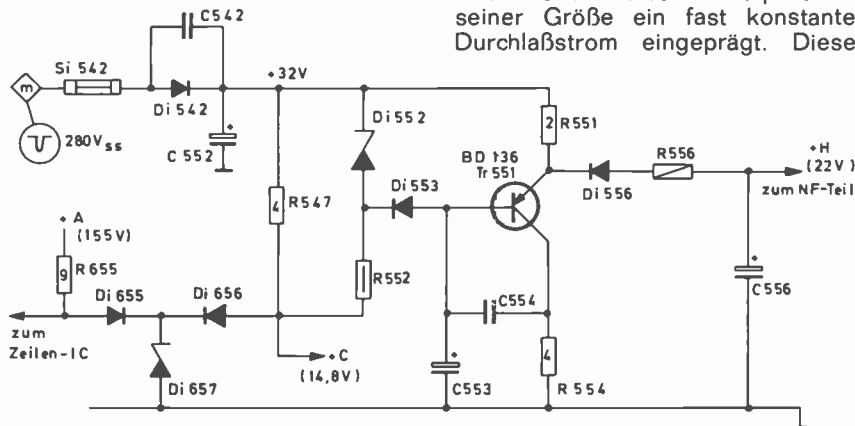 seiner Größe ein fast konstante
Durchlaßstrom eingeprägt. Diese
C542
Si 542
m
Di 542
280Vss
+
C 552
+32V
Di 552
2
R551
BD 136
Tr 551
Di 553
Di 556
R556
+H
(22V)
zum NF-Teil
4
R547
+ A
(155V)
9
R 655
Di 655
Di 656
R552
C554
+
C 556
zum
Zeilen-IC
Di 657
+C
(14,8V)
+
C553
4
R 554